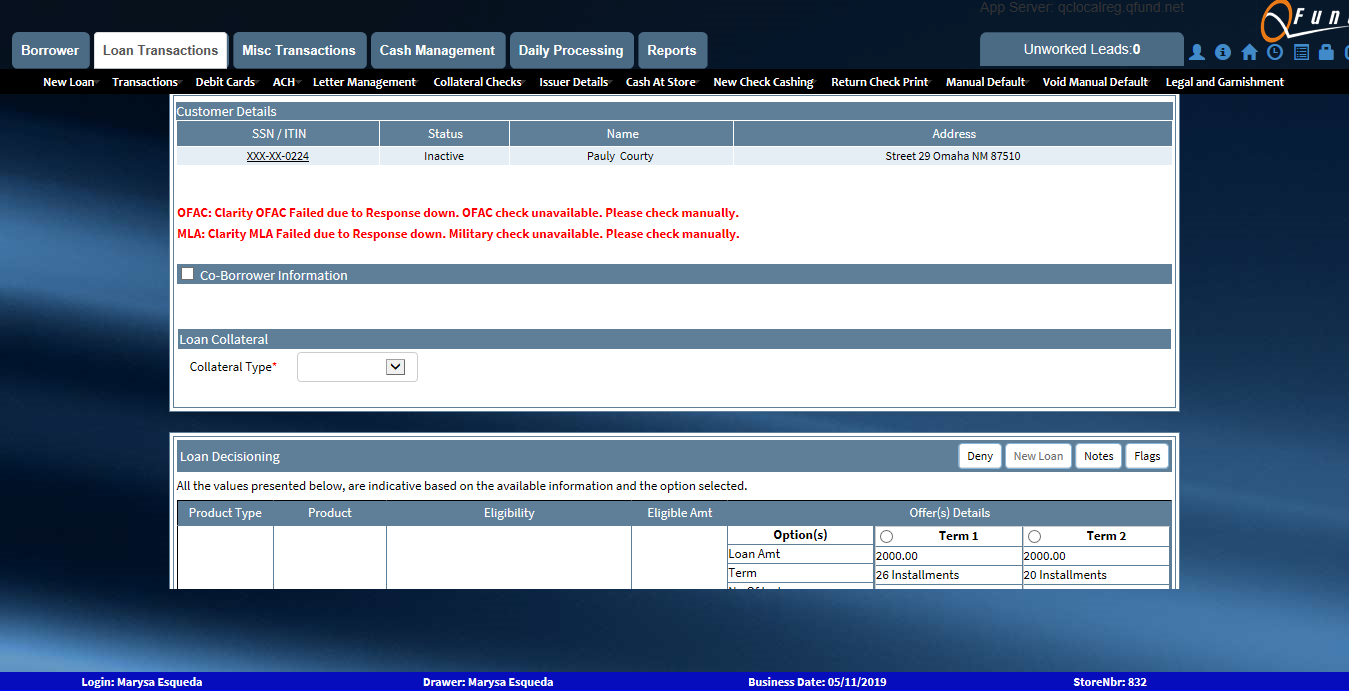 App Server: qclocalreg.qfund.net
QFun
Borrower Loan Transactions Misc Transactions Cash Management Daily Processing Reports Unworked Leads:0
New Loan Transactions Debit Cards ACH Letter Management Collateral Checks Issuer Details Cash At Store New Check Cashing Return Check Print Manual Default Void Manual Default Legal and Garnishment
Customer Details
SSN / ITIN Status Name Address
XXX-XX-0224 Inactive Pauly Courty Street 29 Omaha NM 87510
OFAC: Clarity OFAC Failed due to Response down. OFAC check unavailable. Please check manually.
MLA: Clarity MLA Failed due to Response down. Military check unavailable. Please check manually.
Co-Borrower Information
Loan Collateral
Collateral Type*
Loan Decisioning Deny New Loan Notes Flags
All the values presented below, are indicative based on the available information and the option selected.
Product Type Product Eligibility Eligible Amt Offer(s) Details
Option(s) Term 1 Term 2
Loan Amt 2000.00 2000.00
Term 26 Installments 20 Installments
Login: Marysa Esqueda Drawer: Marysa Esqueda Business Date: 05/11/2019 StoreNbr: 832